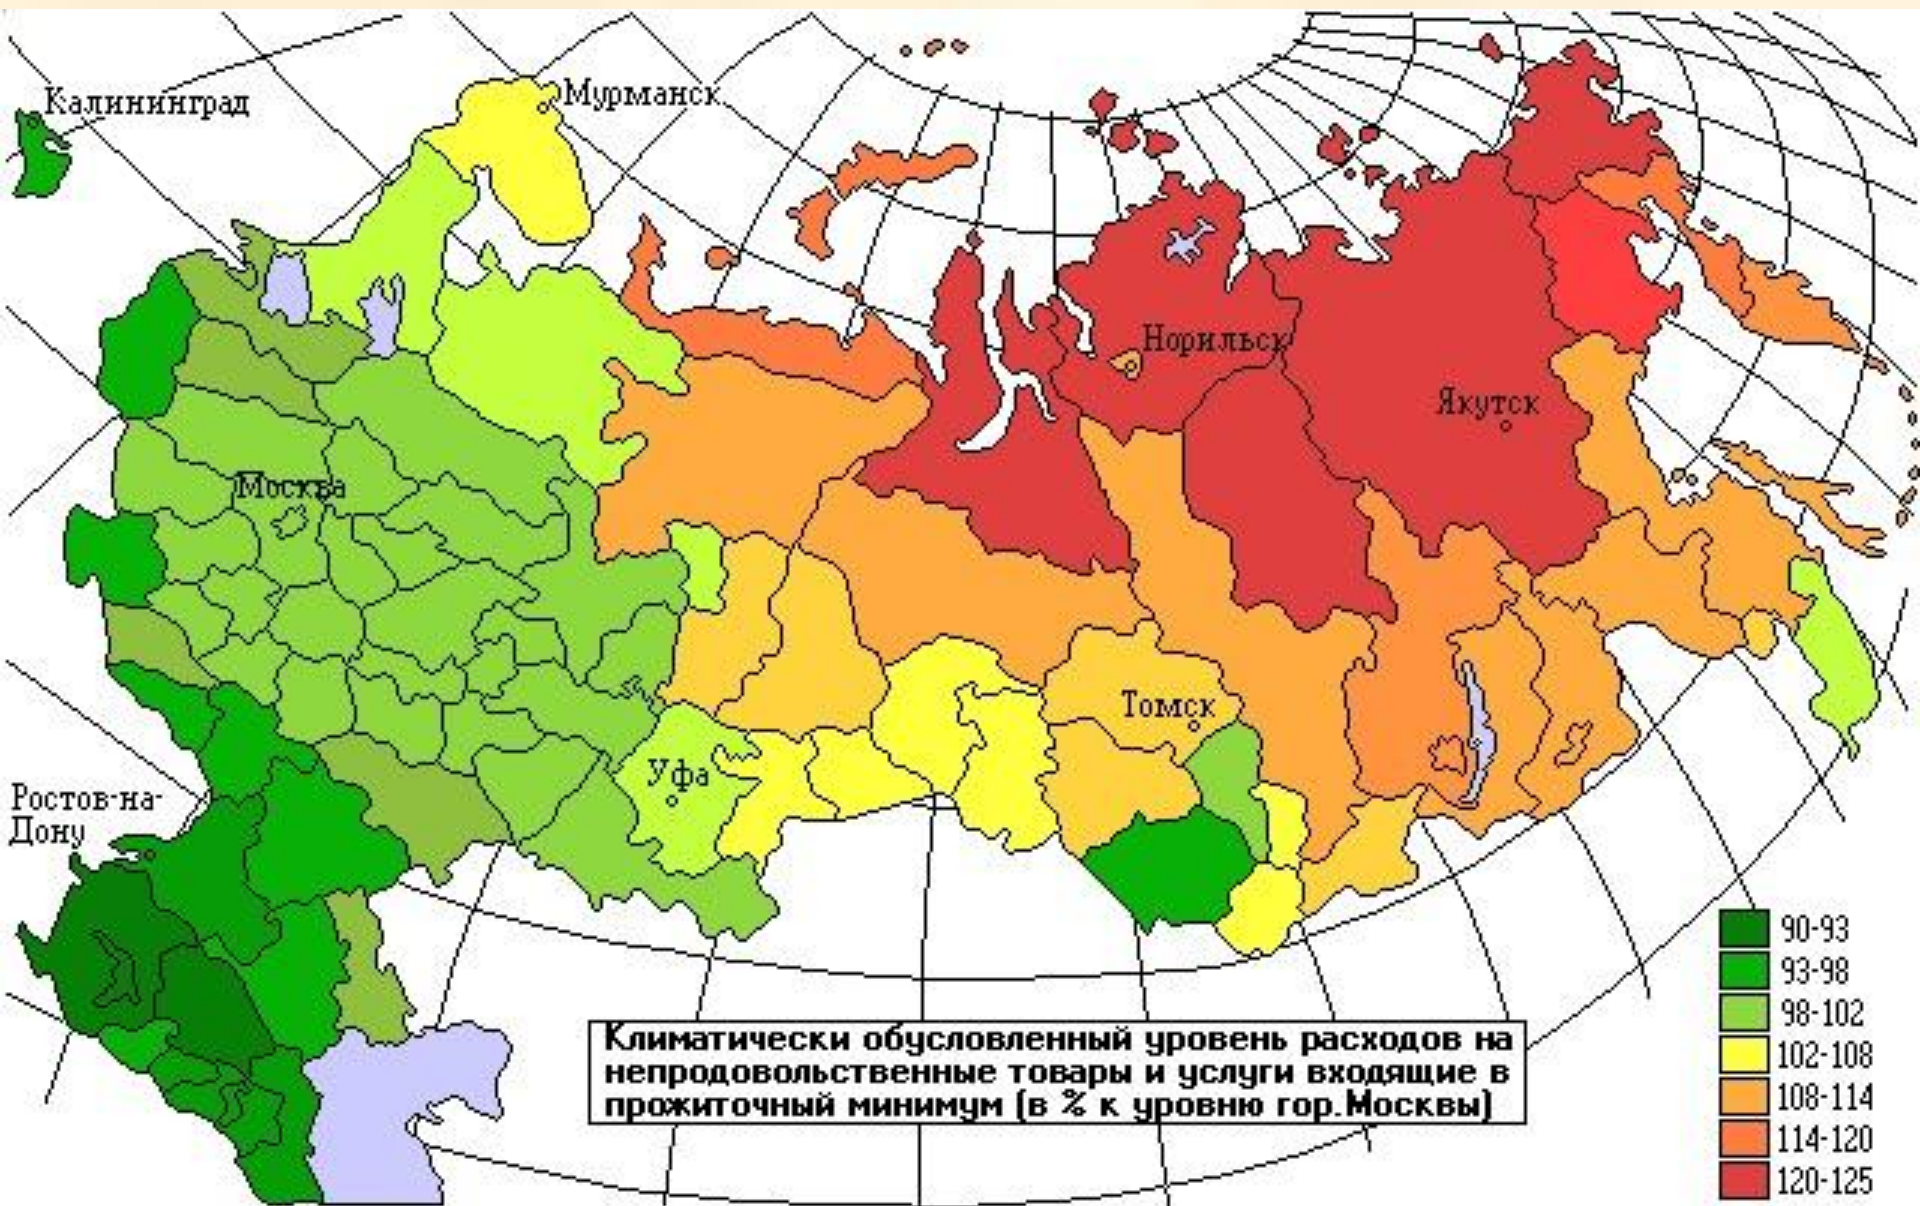 Калининград
Мурманск
Норильск
Якутск
Москва
Томск
Уфа
Ростов-на-
Дону
90-93
93-98
98-102
102-108
108-114
114-120
120-125
Климатически обусловленный уровень расходов на
непродовольственные товары и услуги входящие в
прожиточный минимум (в % к уровню гор.Москвы)